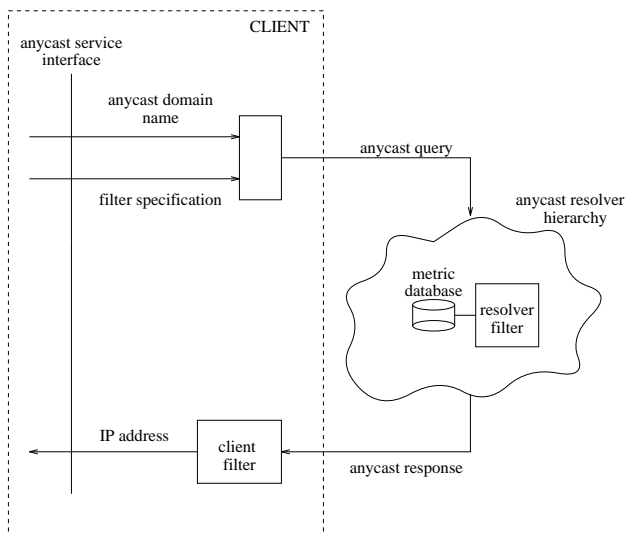 CLIENT
anycast service
interface
anycast domain
name
filter specification
anycast query
anycast resolver
hierarchy
metric
database
resolver
filter
IP address
client
filter
anycast response